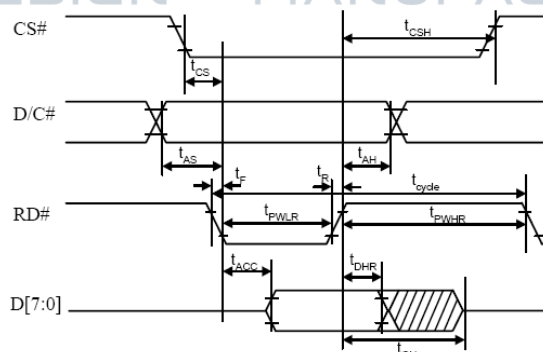 CS#
t_CSH
t_CS
D/C#
t_AS
t_F
t_R
t_AH
t_cycle
RD#
t_PWLR
t_PWHR
t_ACC
t_DHR
D[7:0]